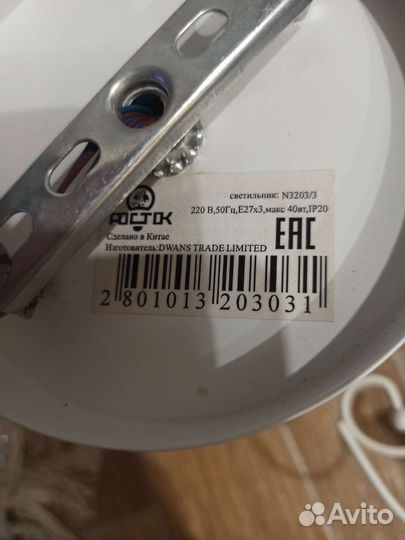 светильник: N3203/3
220 В,50Гц,Е27х3,макс 40вт,IP20
РОСТОК
Сделано в Китае
Изготовитель:DWANS TRADE LIMITED
EAC
2 801013 203031
Avito